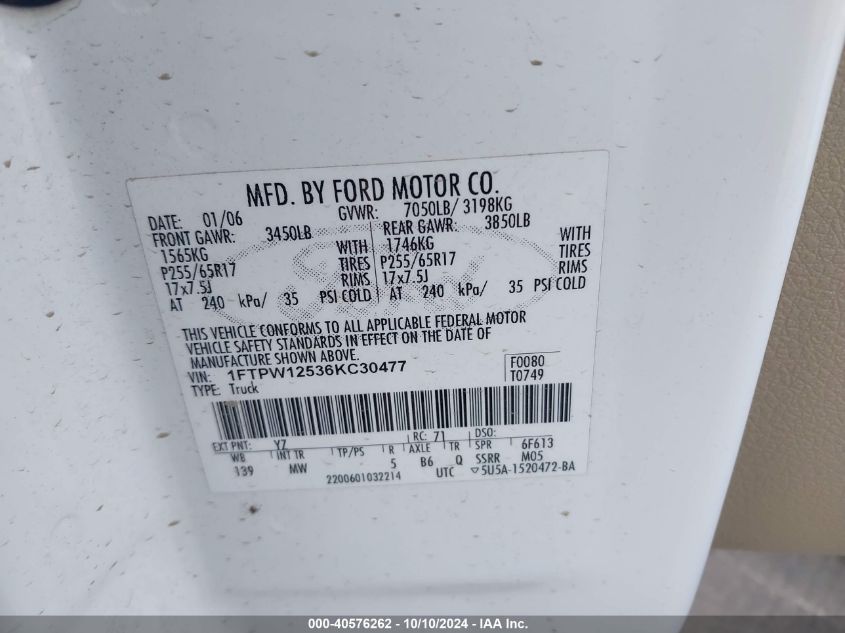 MFD. BY FORD MOTOR CO.
DATE: 01/06 GVWR: 7050LB/ 3198KG
FRONT GAWR: 3450LB REAR GAWR: 3850LB
1565KG WITH 1746KG WITH
P255/65R17 TIRES P255/65R17 TIRES
17x7.5J RIMS 17x7.5J RIMS
AT 240 kPa/ 35 PSI COLD AT 240 kPa/ 35 PSI COLD
THIS VEHICLE CONFORMS TO ALL APPLICABLE FEDERAL MOTOR
VEHICLE SAFETY STANDARDS IN EFFECT ON THE DATE OF
MANUFACTURE SHOWN ABOVE.
VIN: 1FTPW12536KC30477 F0080
TYPE: Truck T0749
EXT PNT: YZ RC: 71 DSO:
WB INT TR TP/PS R AXLE TR SPR 6F613
139 MW 5 B6 Q SSRR M05
2200601032214 UTC ▽5U5A-1520472-BA
000-40576262 - 10/10/2024 - IAA Inc.